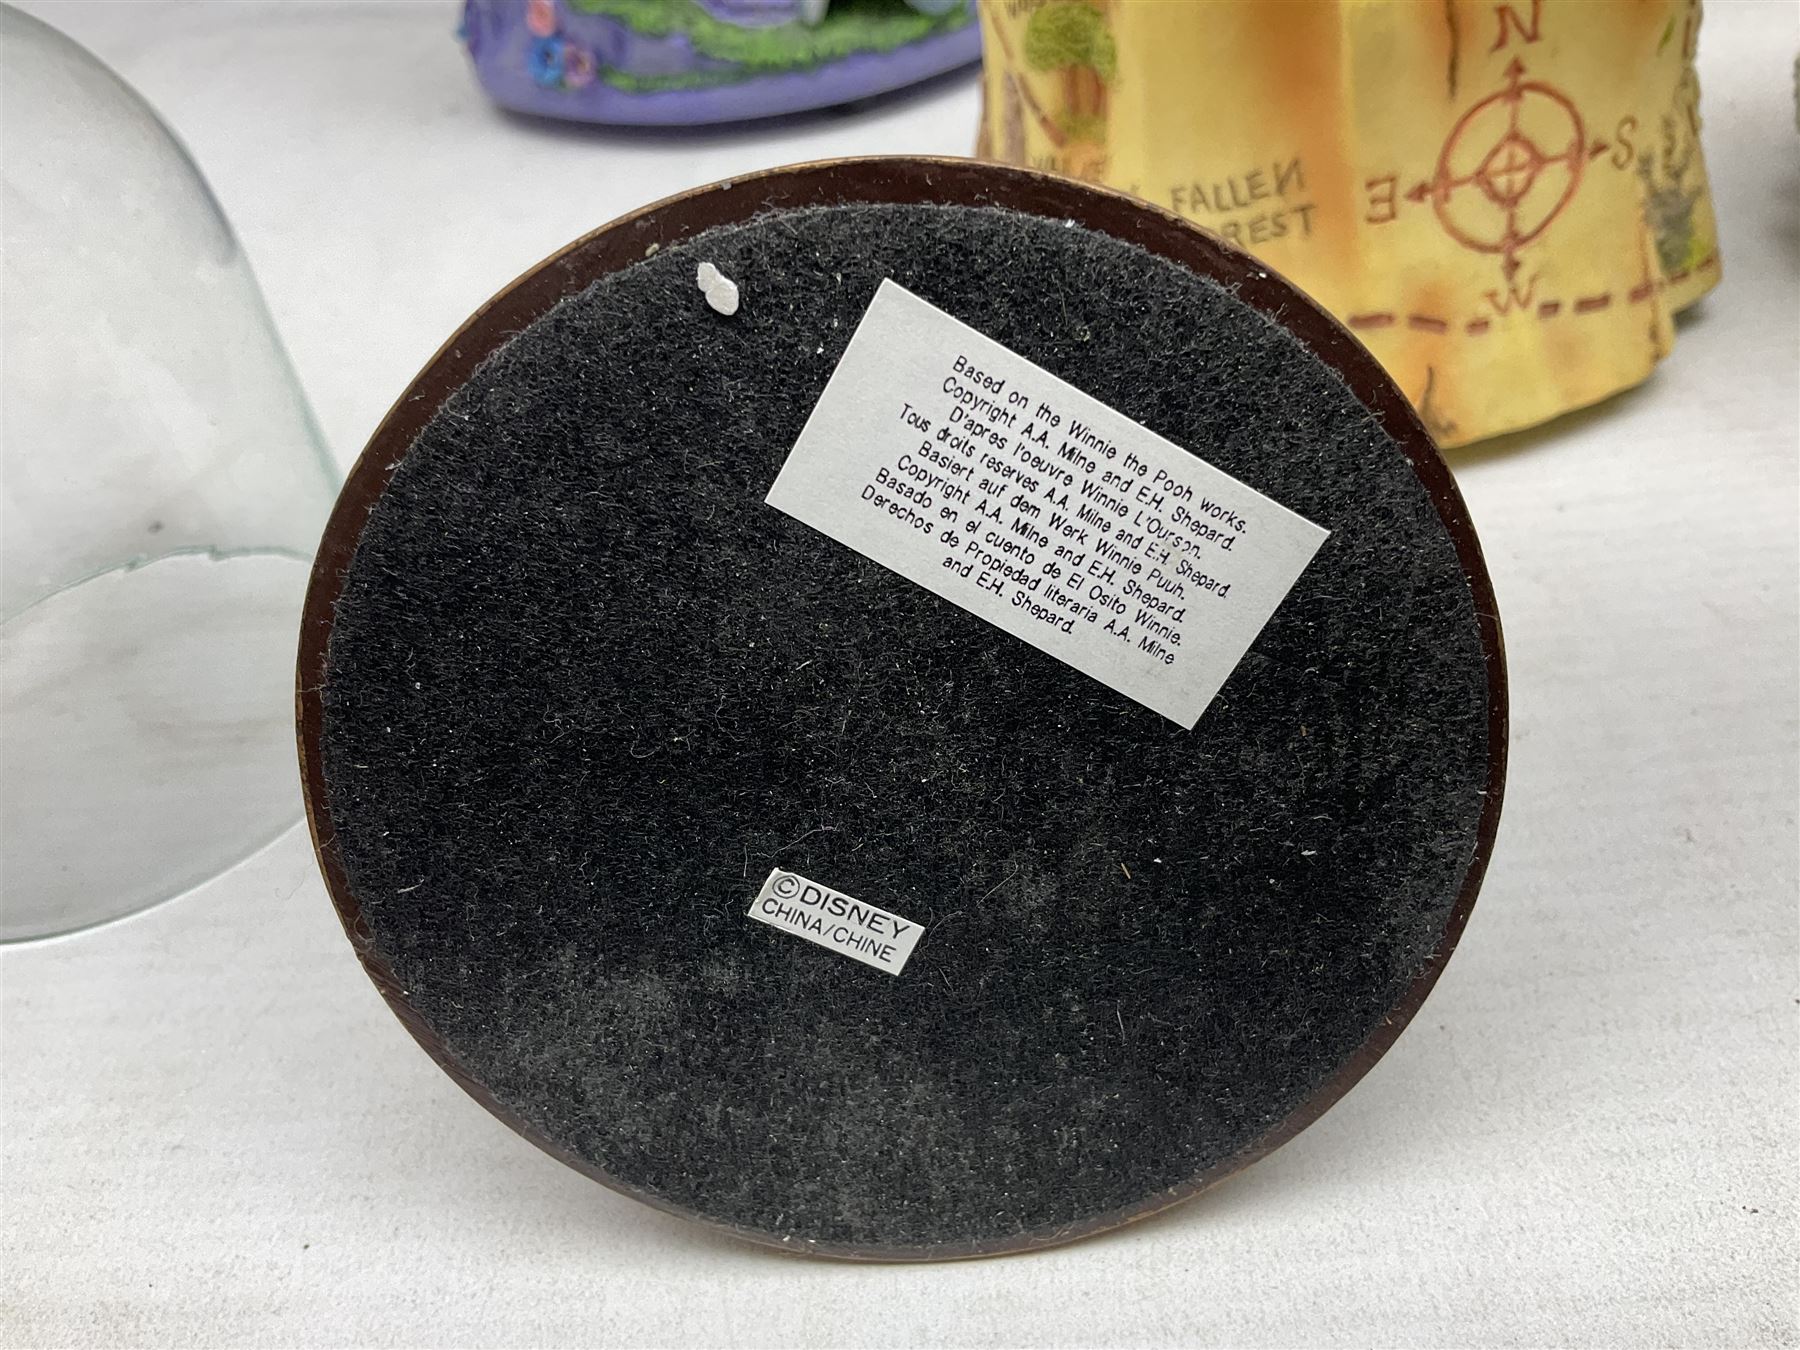 N
S
E
W
FALLEN
REST
Based on the Winnie the Pooh works.
Copyright A.A. Milne and E.H. Shepard.
D'apres l'oeuvre Winnie L'Ourson.
Tous droits reserves A.A. Milne and E.H. Shepard.
Basiert auf dem Werk Winnie Puuh.
Copyright A.A. Milne and E.H. Shepard.
Basado en el cuento de El Osito Winnie.
Derechos de Propiedad literaria A.A. Milne
and E.H. Shepard.
©DISNEY
CHINA/CHINE